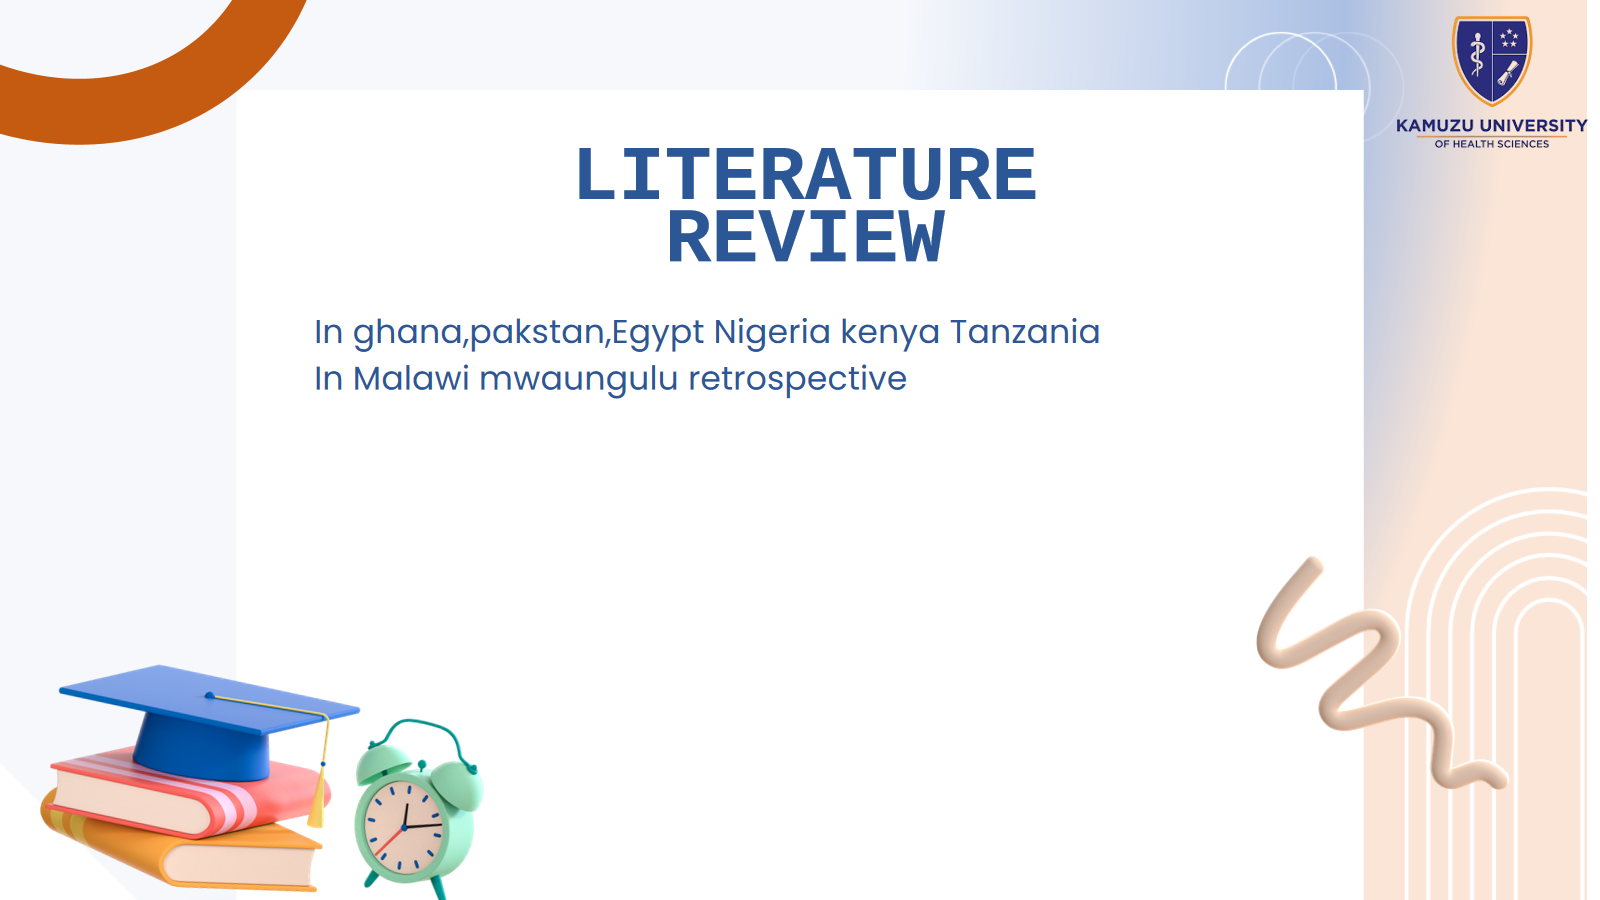 KAMUZU UNIVERSITY
OF HEALTH SCIENCES
LITERATURE
REVIEW
In ghana,pakstan,Egypt Nigeria kenya Tanzania
In Malawi mwaungulu retrospective